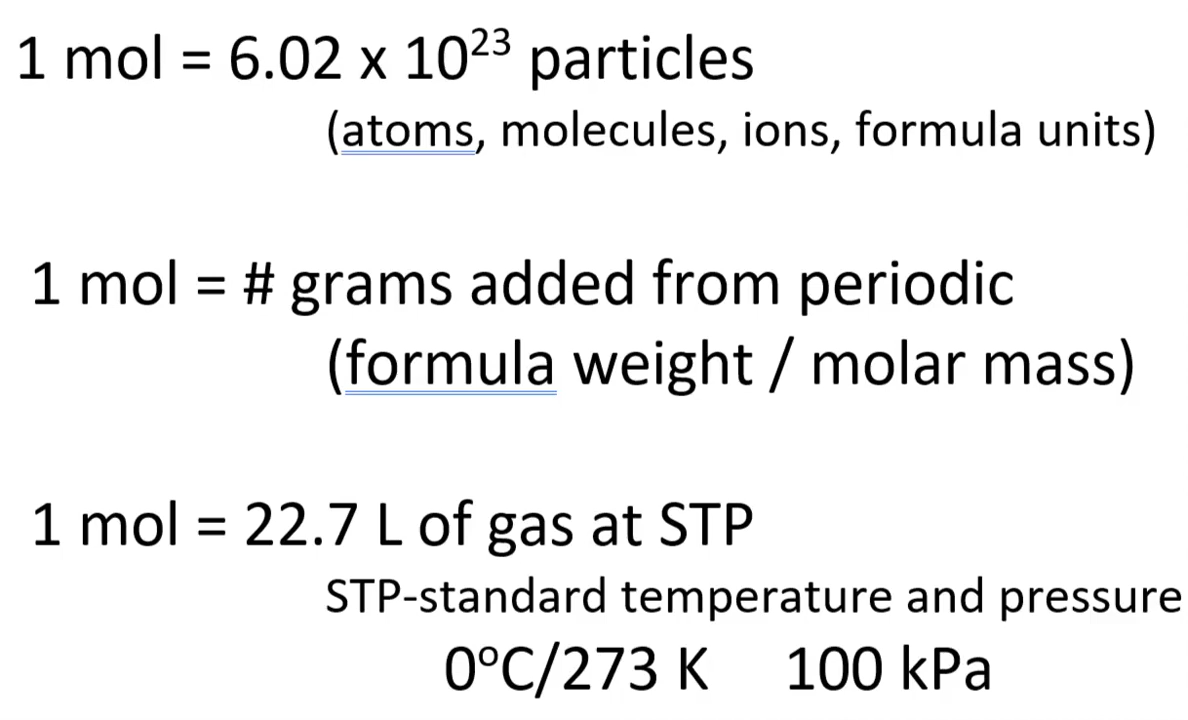 1 mol = 6.02 x 10²³ particles
(atoms, molecules, ions, formula units)
1 mol = # grams added from periodic
(formula weight / molar mass)
1 mol = 22.7 L of gas at STP
STP-standard temperature and pressure
0ºC/273 K 100 kPa